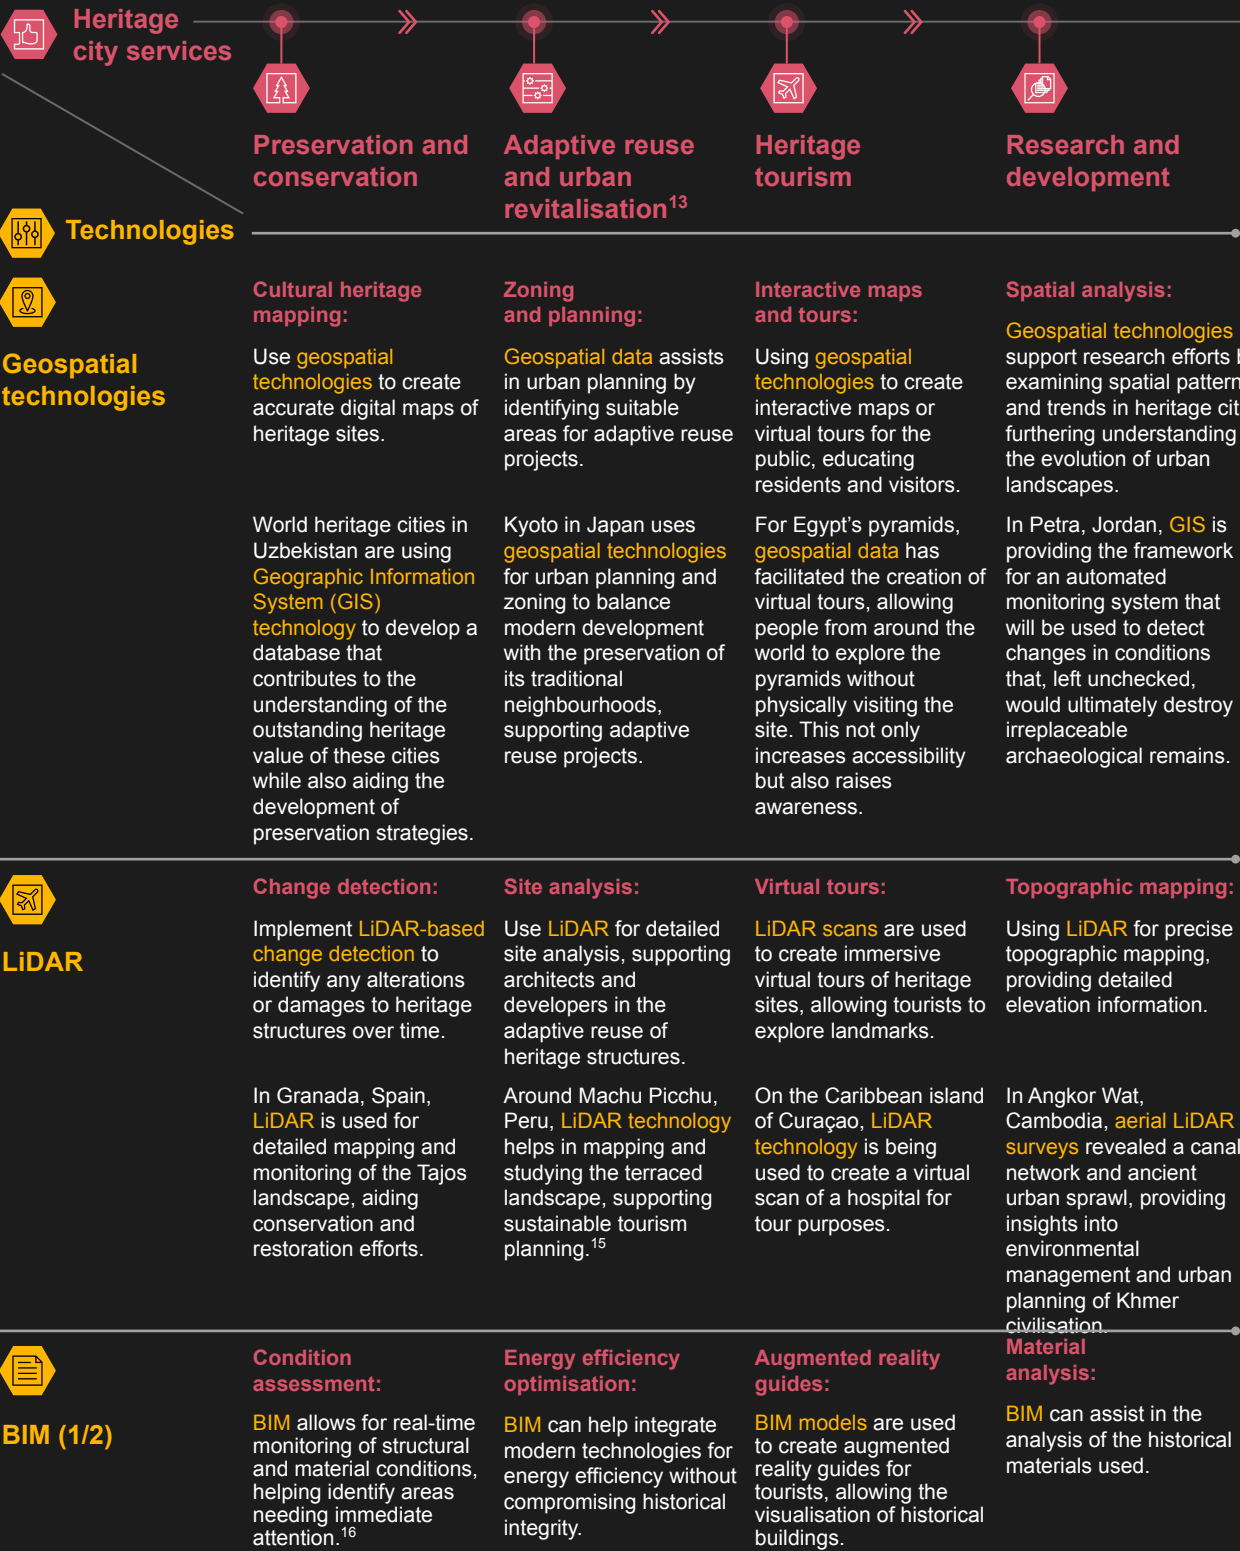 Heritage
city services
Preservation and
conservation
Adaptive reuse
and urban
revitalisation13
Heritage
tourism
Research and
development
Technologies
Geospatial
technologies
Cultural heritage
mapping:
Use geospatial
technologies to create
accurate digital maps of
heritage sites.
World heritage cities in
Uzbekistan are using
Geographic Information
System (GIS)
technology to develop a
database that
contributes to the
understanding of the
outstanding heritage
value of these cities
while also aiding the
development of
preservation strategies.
Zoning
and planning:
Geospatial data assists
in urban planning by
identifying suitable
areas for adaptive reuse
projects.
Kyoto in Japan uses
geospatial technologies
for urban planning and
zoning to balance
modern development
with the preservation of
its traditional
neighbourhoods,
supporting adaptive
reuse projects.
Interactive maps
and tours:
Using geospatial
technologies to create
interactive maps or
virtual tours for the
public, educating
residents and visitors.
For Egypt’s pyramids,
geospatial data has
facilitated the creation of
virtual tours, allowing
people from around the
world to explore the
pyramids without
physically visiting the
site. This not only
increases accessibility
but also raises
awareness.
Spatial analysis:
Geospatial technologies
support research efforts
examining spatial pattern
and trends in heritage cit
furthering understanding
the evolution of urban
landscapes.
In Petra, Jordan, GIS is
providing the framework
for an automated
monitoring system that
will be used to detect
changes in conditions
that, left unchecked,
would ultimately destroy
irreplaceable
archaeological remains.
LiDAR
Change detection:
Implement LiDAR-based
change detection to
identify any alterations
or damages to heritage
structures over time.
In Granada, Spain,
LiDAR is used for
detailed mapping and
monitoring of the Tajos
landscape, aiding
conservation and
restoration efforts.
Site analysis:
Use LiDAR for detailed
site analysis, supporting
architects and
developers in the
adaptive reuse of
heritage structures.
Around Machu Picchu,
Peru, LiDAR technology
helps in mapping and
studying the terraced
landscape, supporting
sustainable tourism
planning.15
Virtual tours:
LiDAR scans are used
to create immersive
virtual tours of heritage
sites, allowing tourists to
explore landmarks.
On the Caribbean island
of Curaçao, LiDAR
technology is being
used to create a virtual
scan of a hospital for
tour purposes.
Topographic mapping:
Using LiDAR for precise
topographic mapping,
providing detailed
elevation information.
In Angkor Wat,
Cambodia, aerial LiDAR
surveys revealed a canal
network and ancient
urban sprawl, providing
insights into
environmental
management and urban
planning of Khmer
civilisation.
BIM (1/2)
Condition
assessment:
BIM allows for real-time
monitoring of structural
and material conditions,
helping identify areas
needing immediate
attention.16
Energy efficiency
optimisation:
BIM can help integrate
modern technologies for
energy efficiency without
compromising historical
integrity.
Augmented reality
guides:
BIM models are used
to create augmented
reality guides for
tourists, allowing the
visualisation of historical
buildings.
Material
analysis:
BIM can assist in the
analysis of the historical
materials used.